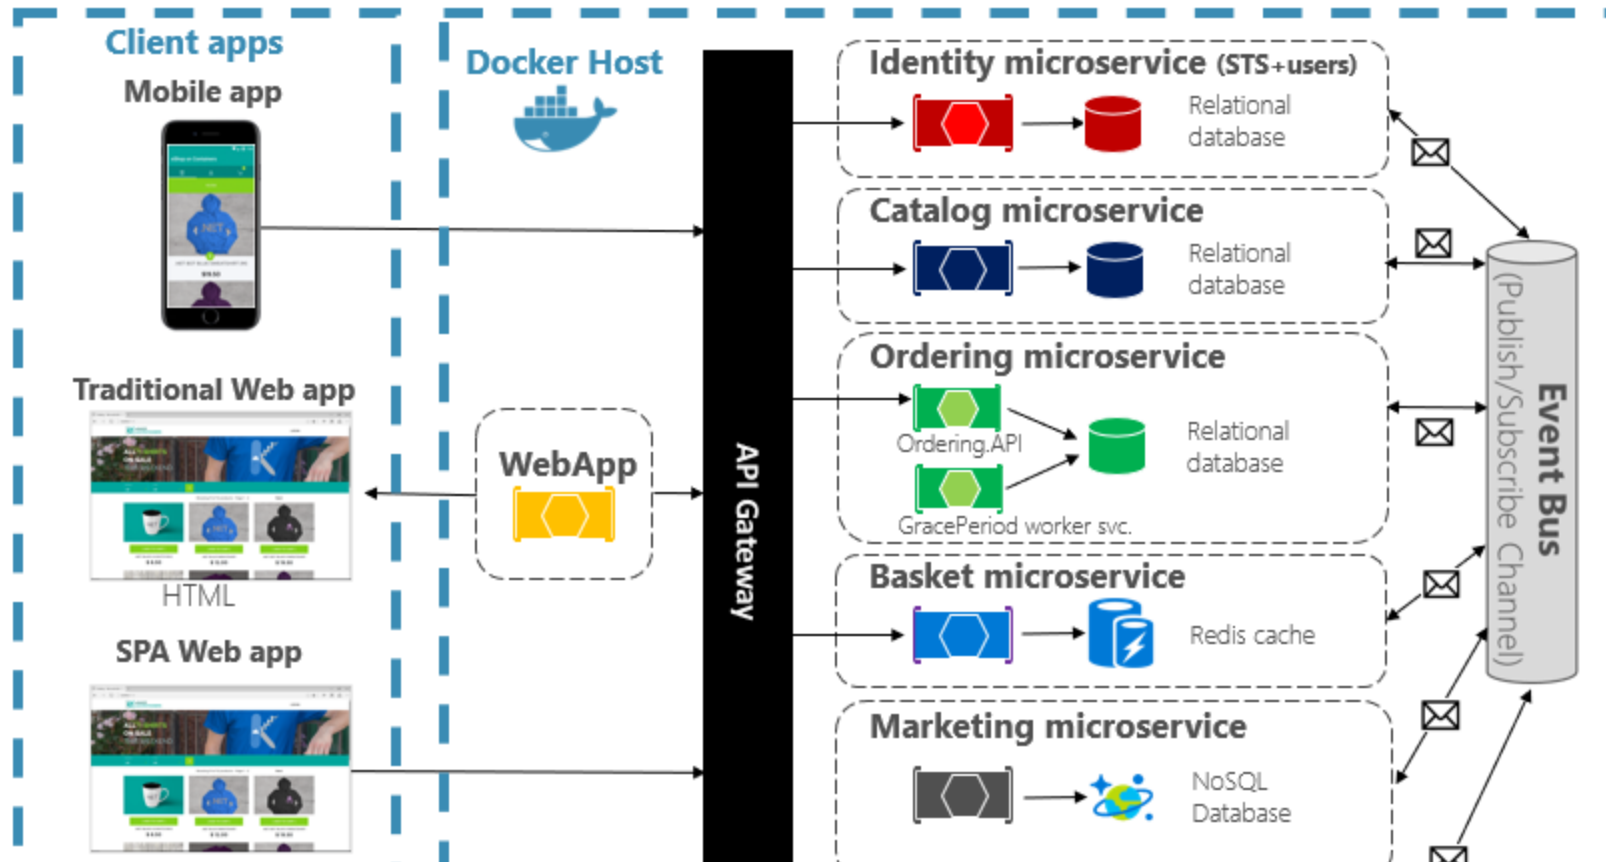 Client apps
Mobile app
Traditional Web app
HTML
SPA Web app
Docker Host
WebApp
API Gateway
Identity microservice (STS+users)
Relational
database
Catalog microservice
Relational
database
Ordering microservice
Ordering.API
GracePeriod worker svc.
Relational
database
Basket microservice
Redis cache
Marketing microservice
NoSQL
Database
Event Bus
(Publish/Subscribe Channel)